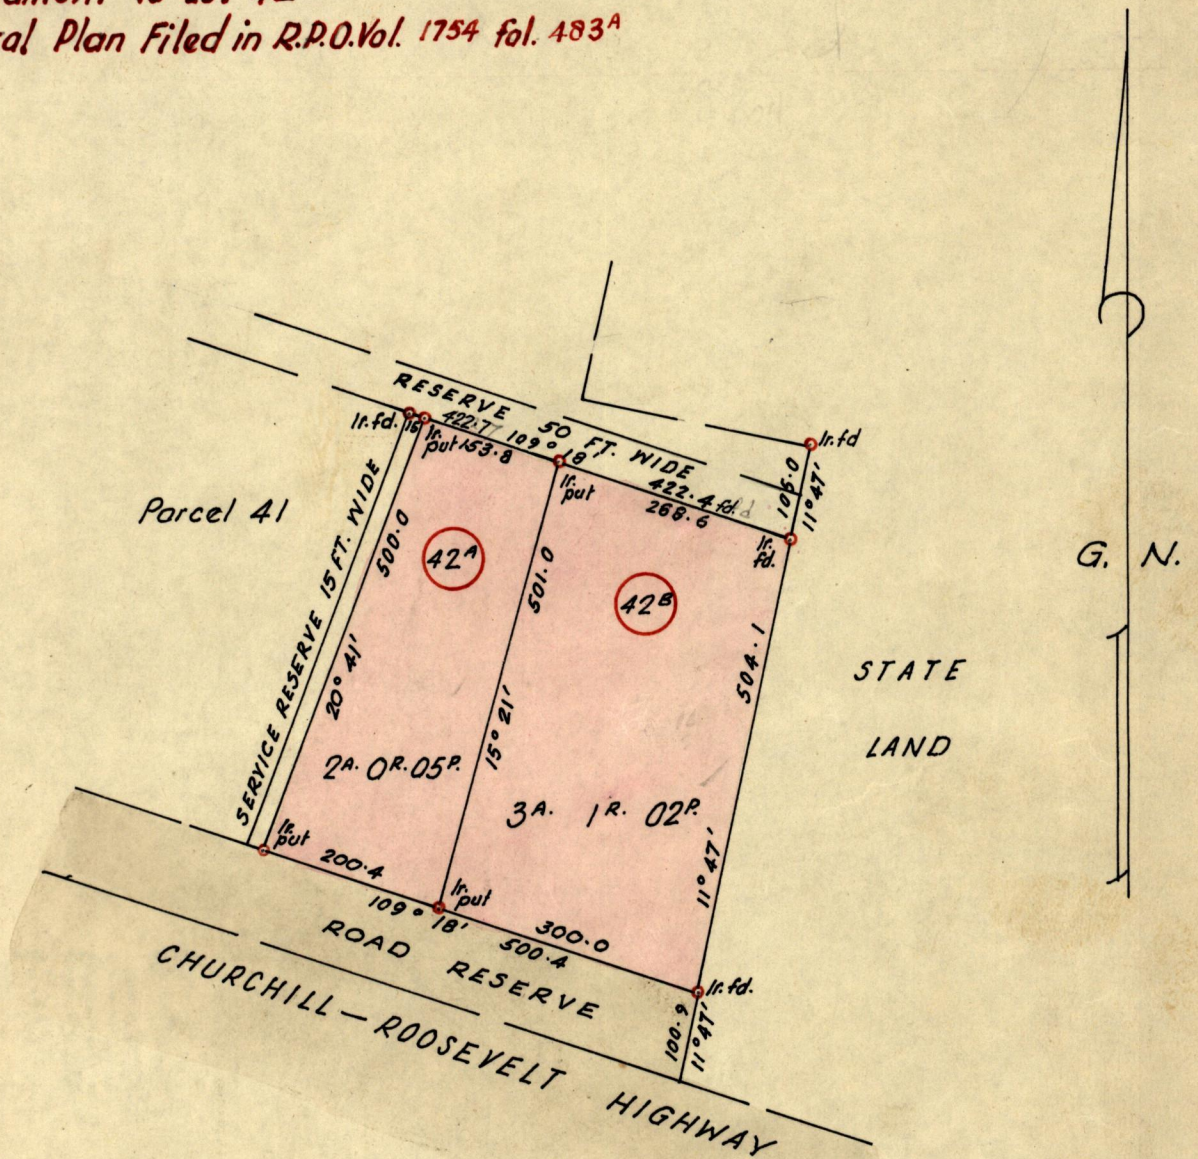 al Plan Filed in R.P.O.Vol. 1754 fol. 483A
RESERVE 50 FT. WIDE
Ir.fd.
15
Ir. put
422.7
109° 18'
153.8
Ir. put
422.4 fd.
268.6
Ir. fd.
Ir.fd
105.0
11°47'
Parcel 41
SERVICE RESERVE 15 FT. WIDE
500.0
20° 41'
42A
501.0
15° 21'
42B
504.1
11° 47'
G. N.
STATE
LAND
2A. 0R. 05P.
3A. 1R. 02P.
Ir. put
200.4
109° 18'
Ir. put
300.0
500.4
Ir.fd.
100.9
11°47'
ROAD RESERVE
CHURCHILL – ROOSEVELT HIGHWAY